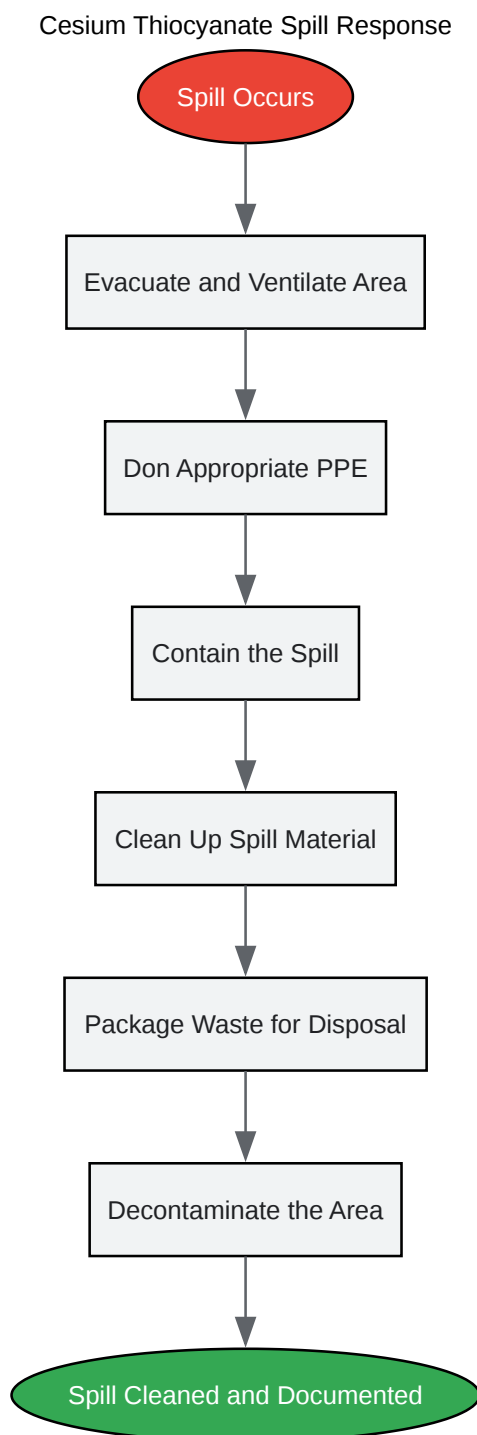 Cesium Thiocyanate Spill Response
Spill Occurs
Evacuate and Ventilate Area
Don Appropriate PPE
Contain the Spill
Clean Up Spill Material
Package Waste for Disposal
Decontaminate the Area
Spill Cleaned and Documented